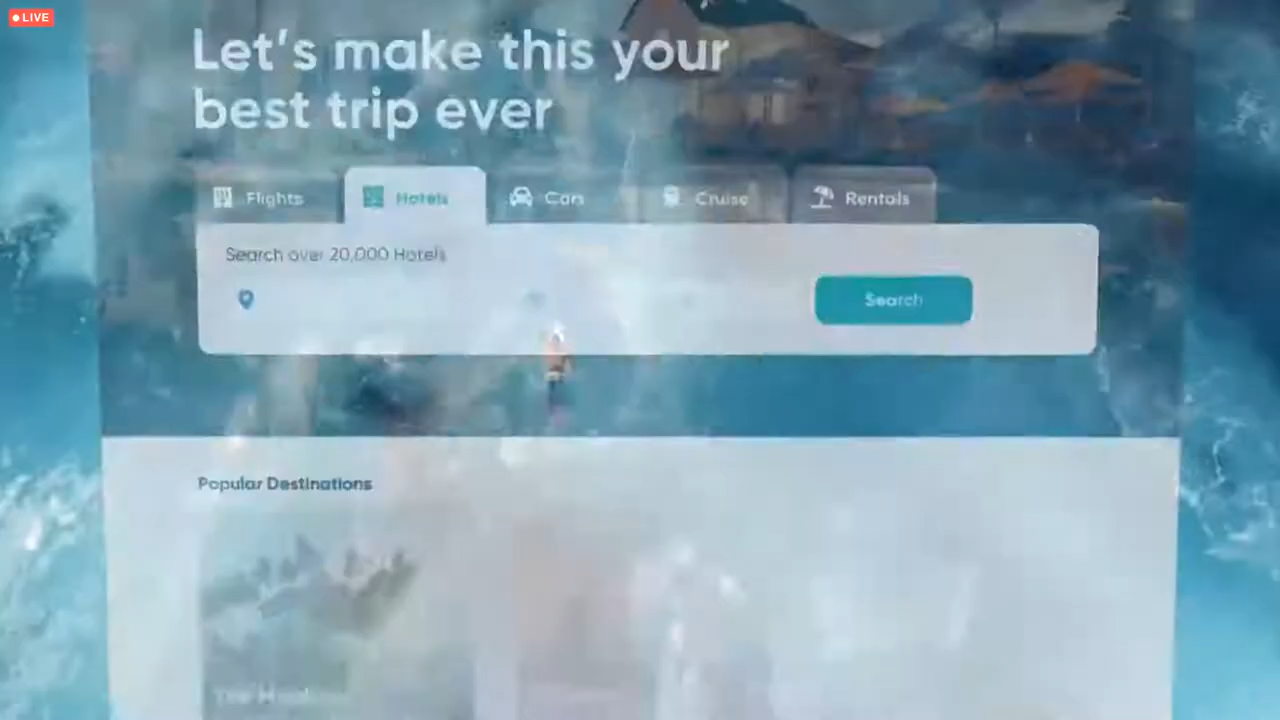 LIVE
Let's make this your
best trip ever
Flights
Hotels
Cars
Cruise
Rentals
Search over 20,000 Hotels
Search
Popular Destinations